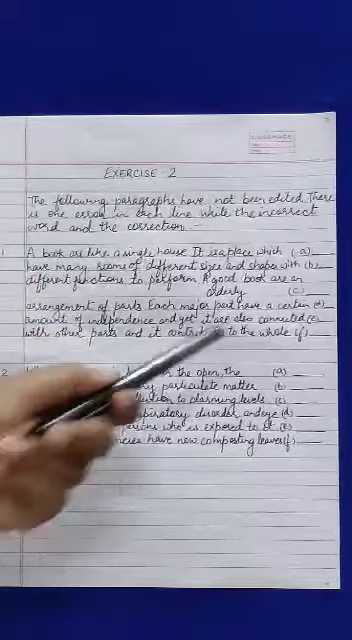 EXERCISE - 2
The following paragraphs have not been edited. There
is one error in each line write the incorrect
word and the correction. -
1 A book are like a single house It is a place which (a)
have many rooms of different sizes and shapes with (b)
different functions to perform A good book are an
orderly (c)
arrangement of parts Each major part have a certain (d)
amount of independence and yet it are also connected (e)
with other parts and it to the whole (f)
2 the open, the (a)
particulate matter (b)
to planning levels (c)
disorder and eye (d)
persons who is exposed to it. (e)
have now composting leaves (f)